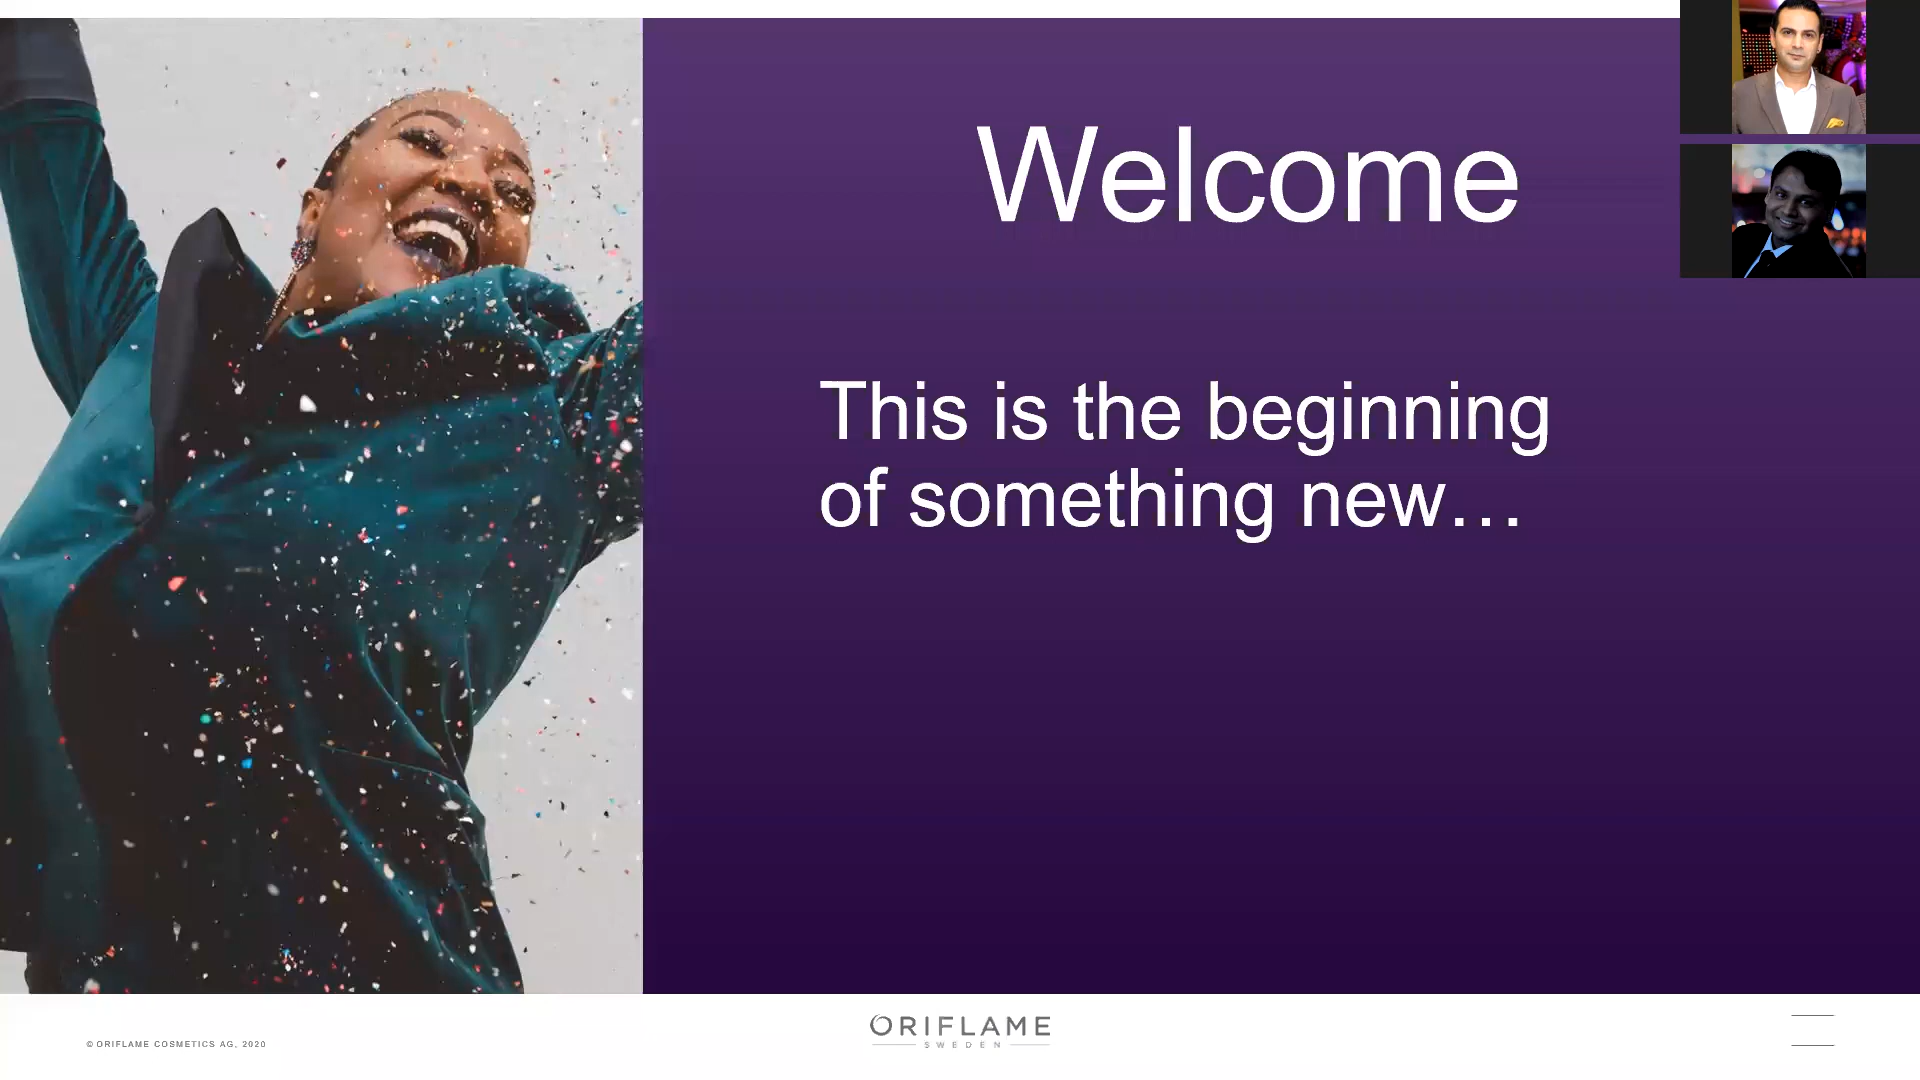 Welcome
This is the beginning
of something new…
© ORIFLAME COSMETICS AG, 2020
ORIFLAME
SWEDEN